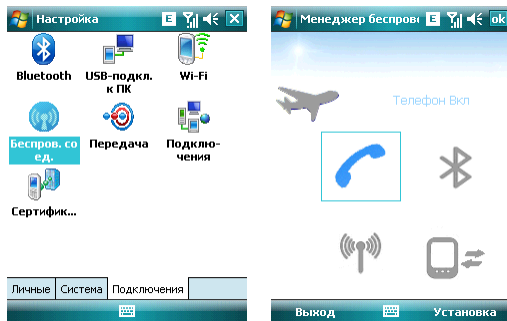 Настройка
E
Bluetooth
USB-подкл.
к ПК
Wi-Fi
Беспров. со
ед.
Передача
Подклю-
чения
Сертифик...
Личные
Система
Подключения
Менеджер беспрово
E
ok
Телефон Вкл
Выход
Установка